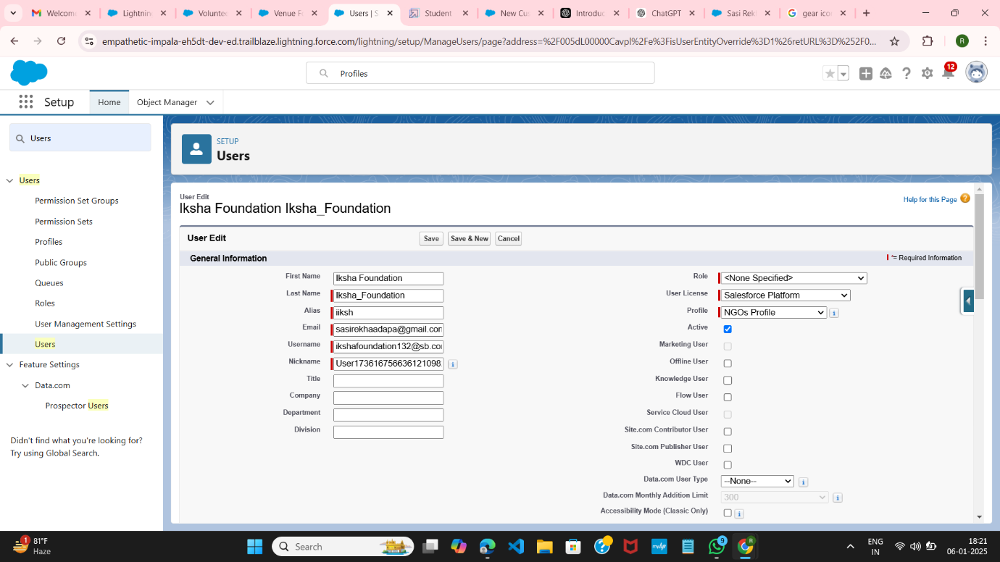 Welcome
Lightnin
Voluntee
Venue F
Users | S
Student
New Cu
Introduc
ChatGPT
Sasi Rek
gear ico
empathetic-impala-eh5dt-dev-ed.trailblaze.lightning.force.com/lightning/setup/ManageUsers/page?address=%2F005dL00000Cavpl%2Fe%3FisUserEntityOverride%3D1%26retURL%3D%252F0...
R
Profiles
12
Setup
Home
Object Manager
Users
Users
Permission Set Groups
Permission Sets
Profiles
Public Groups
Queues
Roles
User Management Settings
Users
Feature Settings
Data.com
Prospector Users
Didn't find what you're looking for?
Try using Global Search.
SETUP
Users
User Edit
Iksha Foundation Iksha_Foundation
Help for this Page
User Edit
Save
Save & New
Cancel
General Information
= Required Information
First Name Iksha Foundation
Last Name Iksha_Foundation
Alias iiksh
Email sasirekhaadapa@gmail.con
Username ikshafoundation132@sb.co
Nickname User173616756636121098
Title
Company
Department
Division
Role <None Specified>
User License Salesforce Platform
Profile NGOs Profile
Active
Marketing User
Offline User
Knowledge User
Flow User
Service Cloud User
Site.com Contributor User
Site.com Publisher User
WDC User
Data.com User Type --None--
Data.com Monthly Addition Limit 300
Accessibility Mode (Classic Only)
1
81°F
Haze
Search
9
R
ENG
IN
18:21
06-01-2025